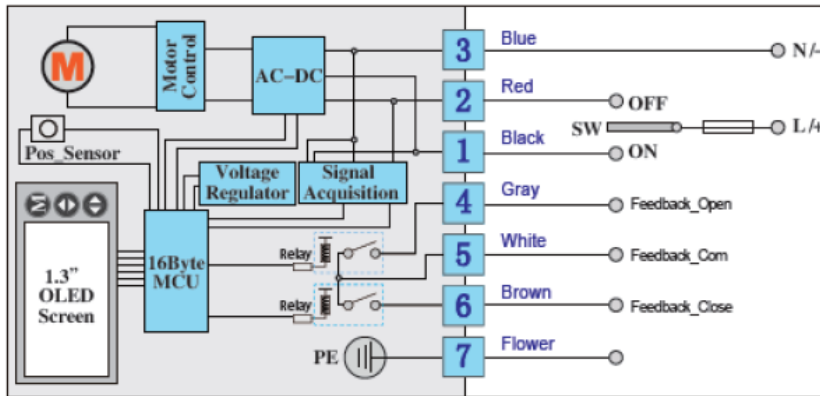 M
Motor
Control
AC-DC
3
Blue
N/-
2
Red
OFF
SW
L/+
1
Black
ON
Pos_Sensor
Voltage
Regulator
Signal
Acquisition
4
Gray
Feedback_Open
M
1.3"
OLED
Screen
16Byte
MCU
Relay
5
White
Feedback_Com
Relay
6
Brown
Feedback_Close
PE
7
Flower